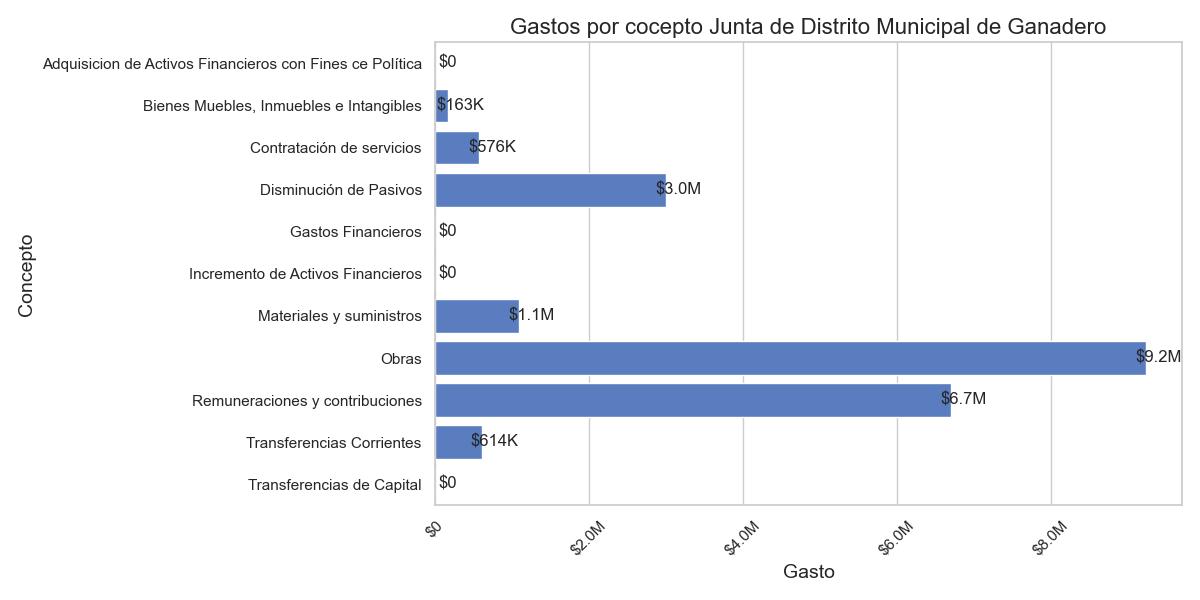 Gastos por cocepto Junta de Distrito Municipal de Ganadero
Concepto
Adquisicion de Activos Financieros con Fines ce Política $0
Bienes Muebles, Inmuebles e Intangibles $163K
Contratación de servicios $576K
Disminución de Pasivos $3.0M
Gastos Financieros $0
Incremento de Activos Financieros $0
Materiales y suministros $1.1M
Obras $9.2M
Remuneraciones y contribuciones $6.7M
Transferencias Corrientes $614K
Transferencias de Capital $0
$0 $2.0M $4.0M $6.0M $8.0M
Gasto